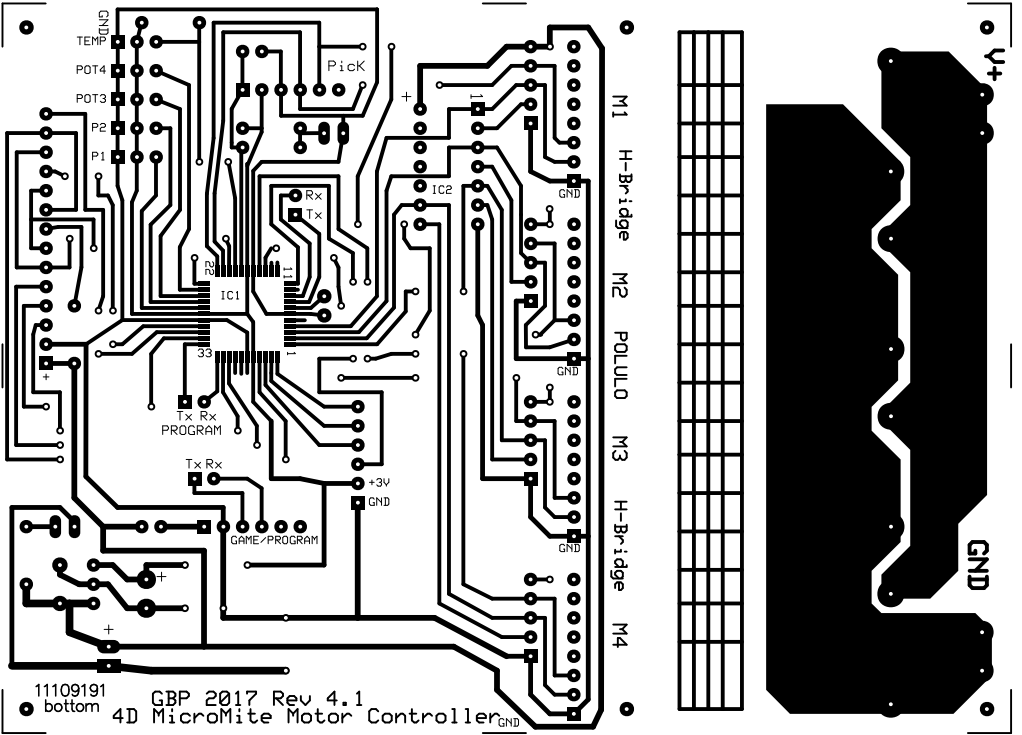 GND
TEMP
POT4
POT3
P2
P1
PicK
+
1
M1
H-Bridge
GND
IC2
Rx
Tx
22
11
IC1
33
1
M2
GND
POLULO
+
Tx Rx
PROGRAM
M3
Tx Rx
+3V
GND
GAME/PROGRAM
H-Bridge
GND
+
+
M4
11109191
bottom
GBP 2017 Rev 4.1
4D MicroMite Motor Controller
GND
V+
GND